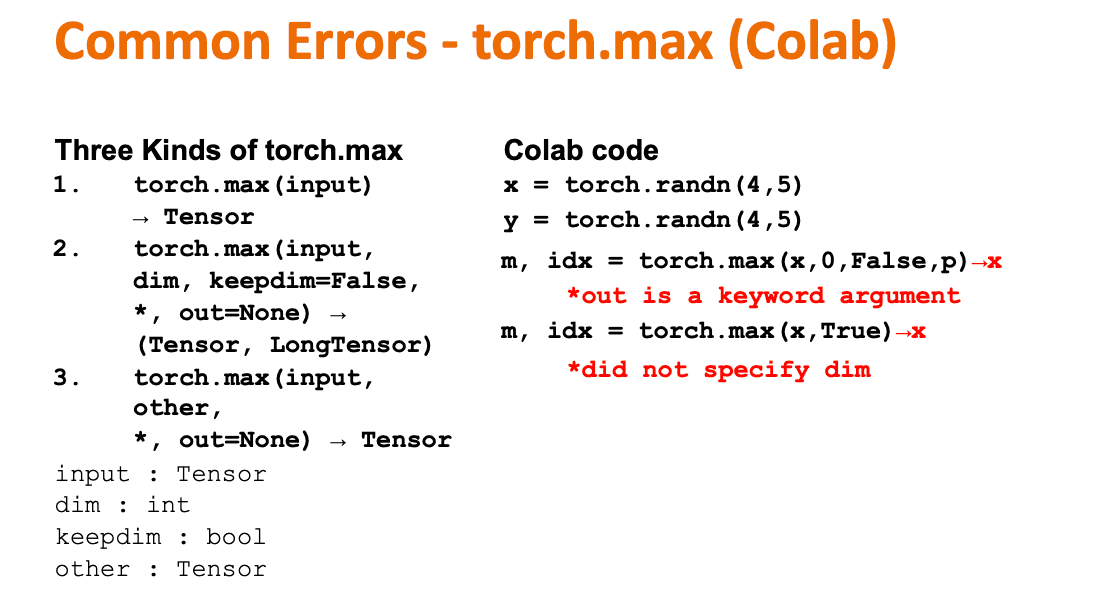 Common Errors - torch.max (Colab)
Three Kinds of torch.max
1. torch.max(input)
→ Tensor
2. torch.max(input,
dim, keepdim=False,
*, out=None) →
(Tensor, LongTensor)
3. torch.max(input,
other,
*, out=None) → Tensor
input : Tensor
dim : int
keepdim : bool
other : Tensor
Colab code
x = torch.randn(4,5)
y = torch.randn(4,5)
m, idx = torch.max(x,0,False,p)→x
*out is a keyword argument
m, idx = torch.max(x,True)→x
*did not specify dim